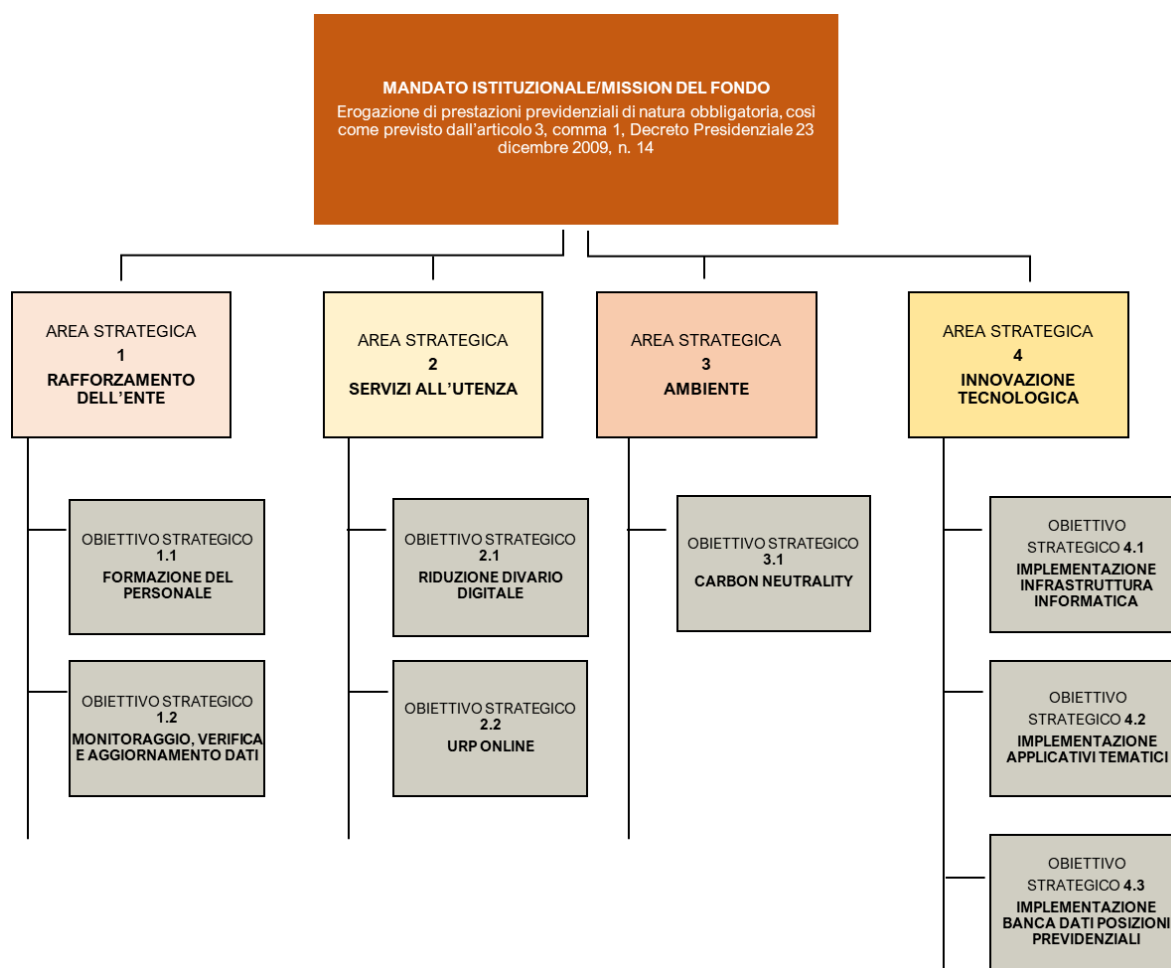 MANDATO ISTITUZIONALE/MISSION DEL FONDO
Erogazione di prestazioni previdenziali di natura obbligatoria, così
come previsto dall'articolo 3, comma 1, Decreto Presidenziale 23
dicembre 2009, n. 14
AREA STRATEGICA
1
RAFFORZAMENTO
DELL'ENTE
AREA STRATEGICA
2
SERVIZI ALL'UTENZA
AREA STRATEGICA
3
AMBIENTE
AREA STRATEGICA
4
INNOVAZIONE
TECNOLOGICA
OBIETTIVO STRATEGICO
1.1
FORMAZIONE DEL
PERSONALE
OBIETTIVO STRATEGICO
2.1
RIDUZIONE DIVARIO
DIGITALE
OBIETTIVO STRATEGICO
3.1
CARBON NEUTRALITY
OBIETTIVO
STRATEGICO 4.1
IMPLEMENTAZIONE
INFRASTRUTTURA
INFORMATICA
OBIETTIVO STRATEGICO
1.2
MONITORAGGIO, VERIFICA
E AGGIORNAMENTO DATI
OBIETTIVO STRATEGICO
2.2
URP ONLINE
OBIETTIVO
STRATEGICO 4.2
IMPLEMENTAZIONE
APPLICATIVI TEMATICI
OBIETTIVO
STRATEGICO 4.3
IMPLEMENTAZIONE
BANCA DATI POSIZIONI
PREVIDENZIALI